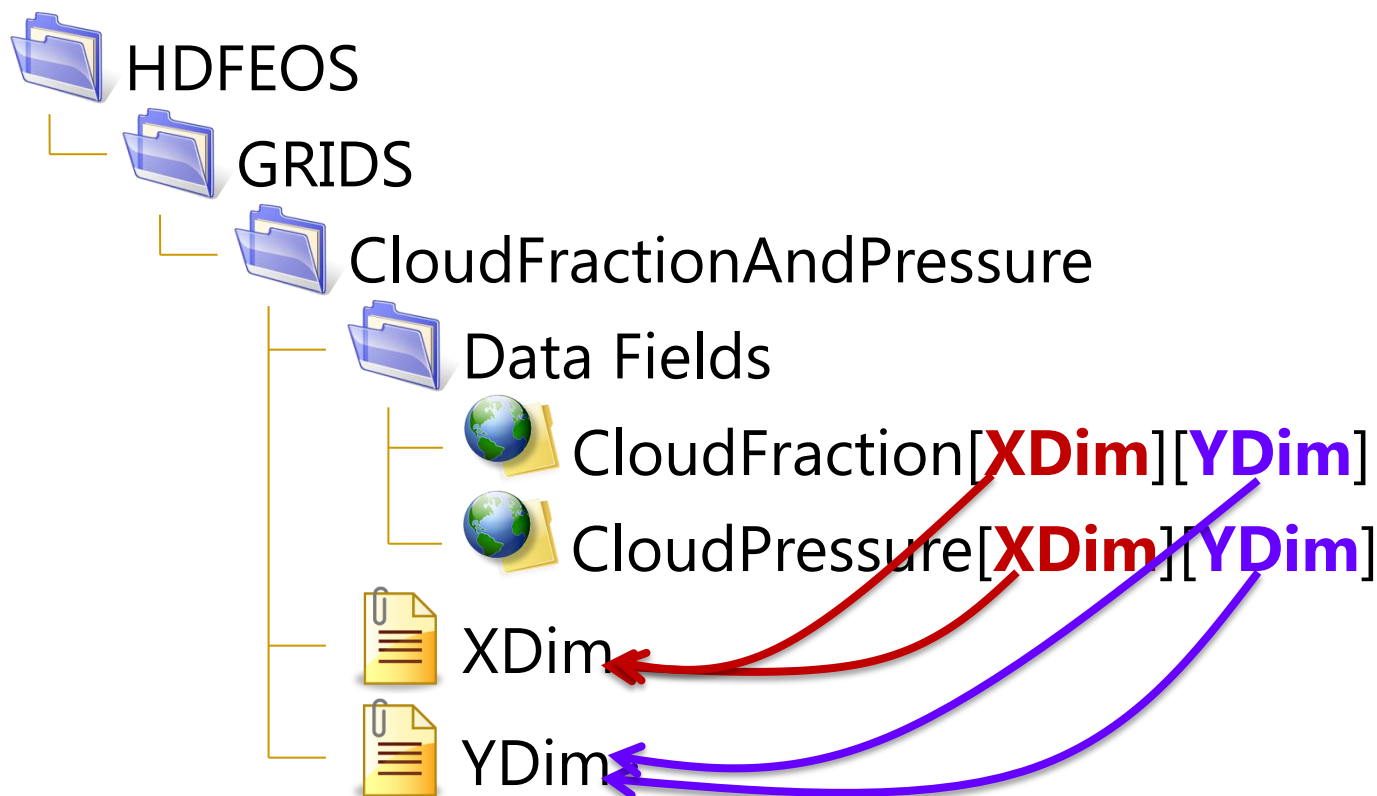 HDFEOS
GRIDS
CloudFractionAndPressure
Data Fields
CloudFraction[XDim][YDim]
CloudPressure[XDim][YDim]
XDim
YDim